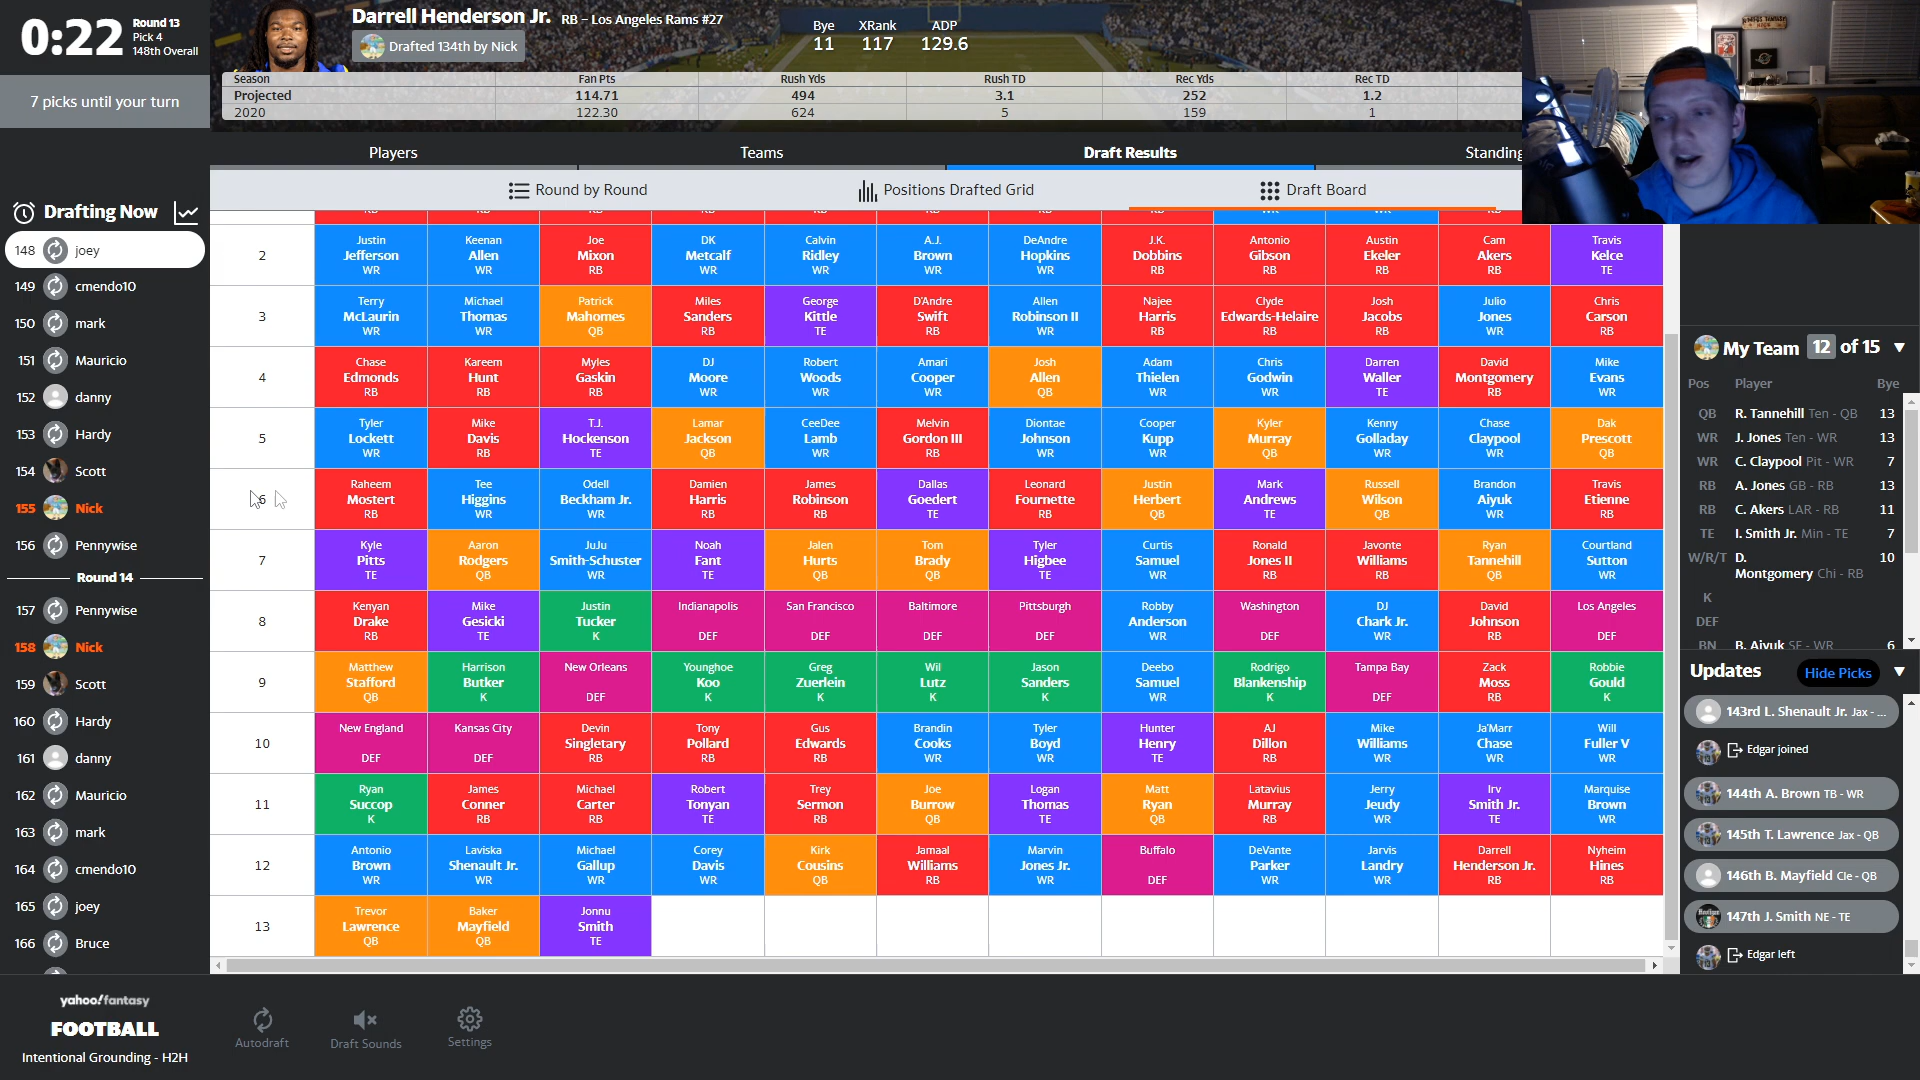 0:22
Round 13
Pick 4
148th Overall
7 picks until your turn
Darrell Henderson Jr. RB - Los Angeles Rams #27
Drafted 134th by Nick
Bye XRank ADP
11 117 129.6
Season Fan Pts Rush Yds Rush TD Rec Yds Rec TD
Projected 114.71 494 3.1 252 1.2
2020 122.30 624 5 159 1
Players Teams Draft Results Standing
Round by Round Positions Drafted Grid Draft Board
Drafting Now
148 joey
149 cmendo10
150 mark
151 Mauricio
152 danny
153 Hardy
154 Scott
155 Nick
156 Pennywise
Round 14
157 Pennywise
158 Nick
159 Scott
160 Hardy
161 danny
162 Mauricio
163 mark
164 cmendo10
165 joey
166 Bruce
2
Justin Jefferson WR
Keenan Allen WR
Joe Mixon RB
DK Metcalf WR
Calvin Ridley WR
A.J. Brown WR
DeAndre Hopkins WR
J.K. Dobbins RB
Antonio Gibson RB
Austin Ekeler RB
Cam Akers RB
Travis Kelce TE
3
Terry McLaurin WR
Michael Thomas WR
Patrick Mahomes QB
Miles Sanders RB
George Kittle TE
D'Andre Swift RB
Allen Robinson II WR
Najee Harris RB
Clyde Edwards-Helaire RB
Josh Jacobs RB
Julio Jones WR
Chris Carson RB
4
Chase Edmonds RB
Kareem Hunt RB
Myles Gaskin RB
DJ Moore WR
Robert Woods WR
Amari Cooper WR
Josh Allen QB
Adam Thielen WR
Chris Godwin WR
Darren Waller TE
David Montgomery RB
Mike Evans WR
5
Tyler Lockett WR
Mike Davis RB
T.J. Hockenson TE
Lamar Jackson QB
CeeDee Lamb WR
Melvin Gordon III RB
Diontae Johnson WR
Cooper Kupp WR
Kyler Murray QB
Kenny Golladay WR
Chase Claypool WR
Dak Prescott QB
6
Raheem Mostert RB
Tee Higgins WR
Odell Beckham Jr. WR
Damien Harris RB
James Robinson RB
Dallas Goedert TE
Leonard Fournette RB
Justin Herbert QB
Mark Andrews TE
Russell Wilson QB
Brandon Aiyuk WR
Travis Etienne RB
7
Kyle Pitts TE
Aaron Rodgers QB
JuJu Smith-Schuster WR
Noah Fant TE
Jalen Hurts QB
Tom Brady QB
Tyler Higbee TE
Curtis Samuel WR
Ronald Jones II RB
Javonte Williams RB
Ryan Tannehill QB
Courtland Sutton WR
8
Kenyan Drake RB
Mike Gesicki TE
Justin Tucker K
Indianapolis DEF
San Francisco DEF
Baltimore DEF
Pittsburgh DEF
Robby Anderson WR
Washington DEF
DJ Chark Jr. WR
David Johnson RB
Los Angeles DEF
9
Matthew Stafford QB
Harrison Butker K
New Orleans DEF
Younghoe Koo K
Greg Zuerlein K
Wil Lutz K
Jason Sanders K
Deebo Samuel WR
Rodrigo Blankenship K
Tampa Bay DEF
Zack Moss RB
Robbie Gould K
10
New England DEF
Kansas City DEF
Devin Singletary RB
Tony Pollard RB
Gus Edwards RB
Brandin Cooks WR
Tyler Boyd WR
Hunter Henry TE
AJ Dillon RB
Mike Williams WR
Ja'Marr Chase WR
Will Fuller V WR
11
Ryan Succop K
James Conner RB
Michael Carter RB
Robert Tonyan TE
Trey Sermon RB
Joe Burrow QB
Logan Thomas TE
Matt Ryan QB
Latavius Murray RB
Jerry Jeudy WR
Irv Smith Jr. TE
Marquise Brown WR
12
Antonio Brown WR
Laviska Shenault Jr. WR
Michael Gallup WR
Corey Davis WR
Kirk Cousins QB
Jamaal Williams RB
Marvin Jones Jr. WR
Buffalo DEF
DeVante Parker WR
Jarvis Landry WR
Darrell Henderson Jr. RB
Nyheim Hines RB
13
Trevor Lawrence QB
Baker Mayfield QB
Jonnu Smith TE
My Team 12 of 15
Pos Player Bye
QB R. Tannehill Ten - QB 13
WR J. Jones Ten - WR 13
WR C. Claypool Pit - WR 7
RB A. Jones GB - RB 13
RB C. Akers LAR - RB 11
TE I. Smith Jr. Min - TE 7
W/R/T D. Montgomery Chi - RB 10
K
DEF
BN B. Aiyuk SF - WR 6
Updates Hide Picks
143rd L. Shenault Jr. Jax - ...
Edgar joined
144th A. Brown TB - WR
145th T. Lawrence Jax - QB
146th B. Mayfield Cle - QB
147th J. Smith NE - TE
Edgar left
yahoo!fantasy
FOOTBALL
Intentional Grounding - H2H
Autodraft Draft Sounds Settings